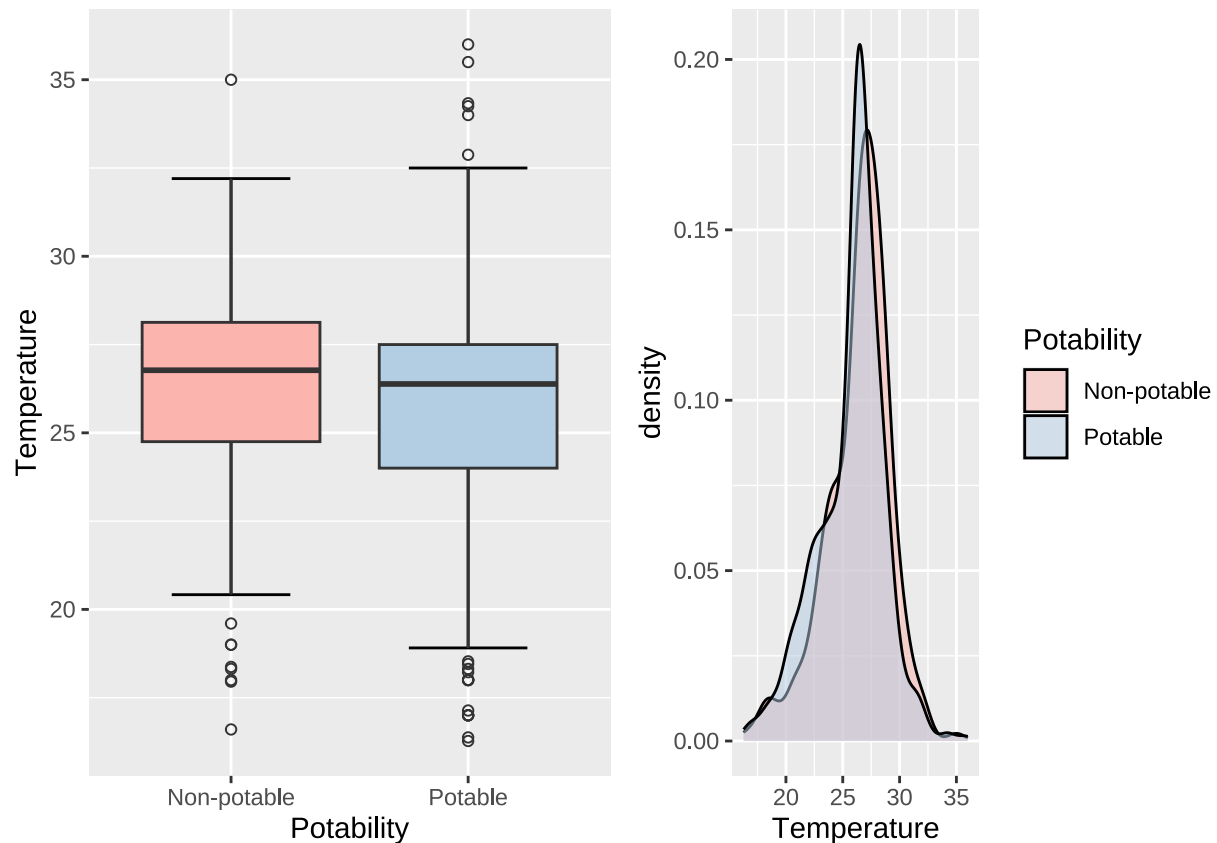 35
30
25
20
Temperature
Non-potable
Potable
Potability
0.20
0.15
0.10
0.05
0.00
density
20
25
30
35
Temperature
Potability
Non-potable
Potable